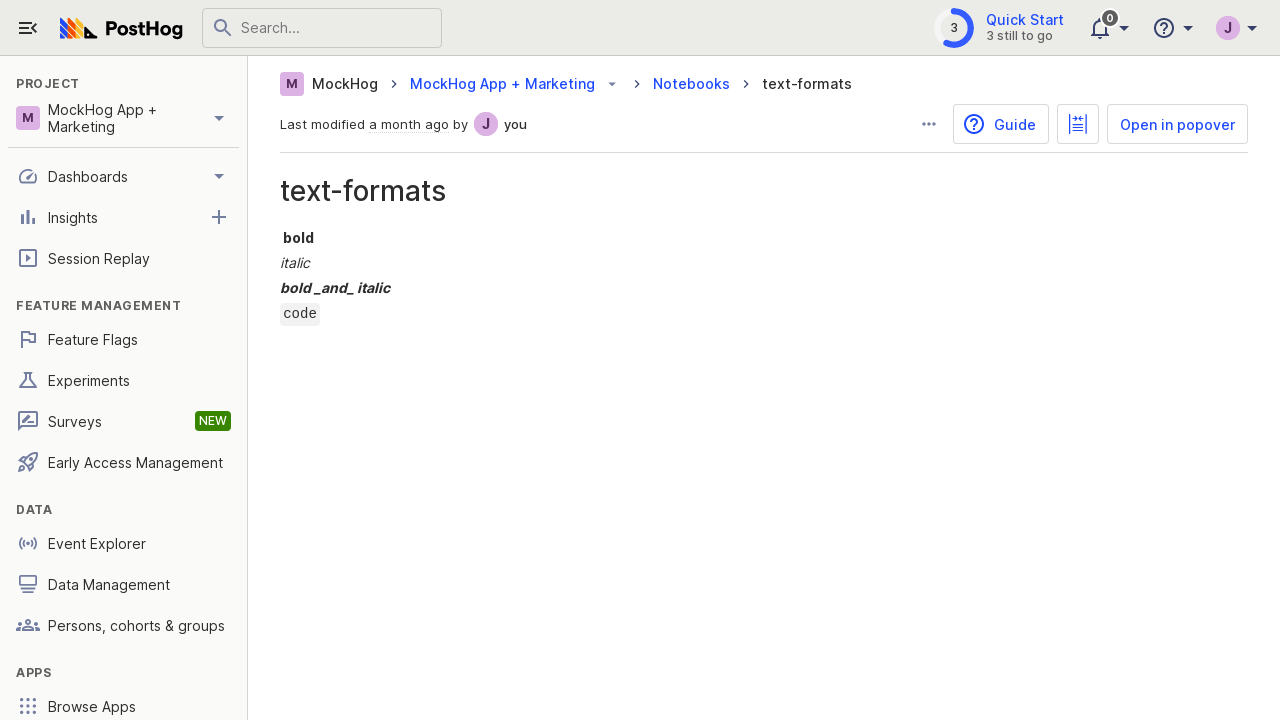 PostHog
Search...
3
Quick Start
3 still to go
0
J
PROJECT
M
MockHog App +
Marketing
Dashboards
Insights
Session Replay
FEATURE MANAGEMENT
Feature Flags
Experiments
Surveys
NEW
Early Access Management
DATA
Event Explorer
Data Management
Persons, cohorts & groups
APPS
Browse Apps
M MockHog > MockHog App + Marketing > Notebooks > text-formats
Last modified a month ago by J you
Guide
Open in popover
text-formats
bold
italic
bold _and_ italic
code